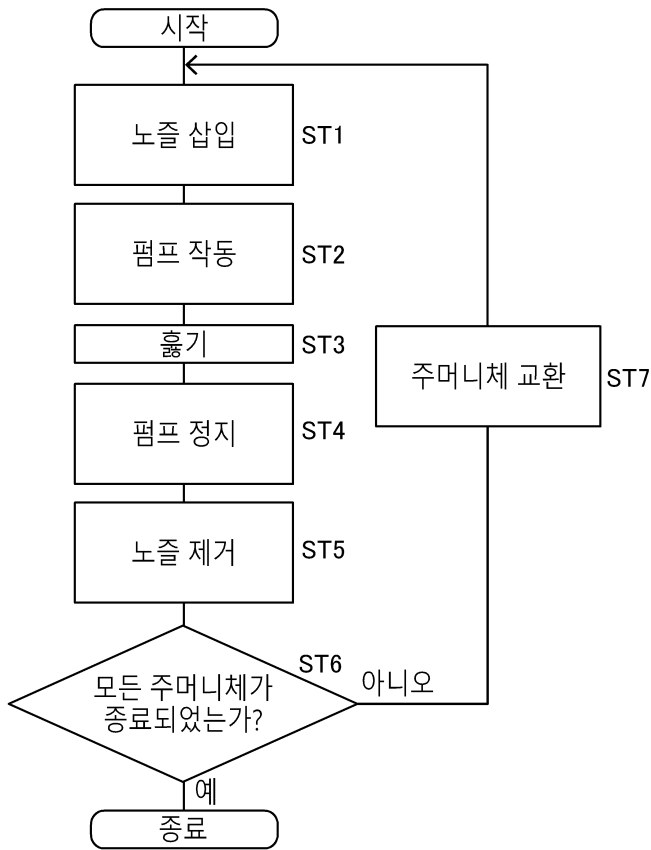 시작
노즐 삽입
ST1
펌프 작동
ST2
훓기
ST3
주머니체 교환
ST7
펌프 정지
ST4
노즐 제거
ST5
ST6
모든 주머니체가
종료되었는가?
아니오
예
종료